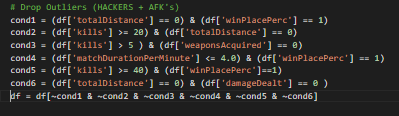 # Drop Outliers (HACKERS + AFK's)
cond1 = (df['totalDistance'] == 0) & (df['winPlacePerc'] == 1)
cond2 = (df['kills'] >= 20) & (df['totalDistance'] == 0)
cond3 = (df['kills'] > 5 ) & (df['weaponsAcquired'] == 0)
cond4 = (df['matchDurationPerMinute'] <= 4.0) & (df['winPlacePerc'] == 1)
cond5 = (df['kills'] >= 40) & (df['winPlacePerc']==1)
cond6 = (df['totalDistance'] == 0) & (df['damageDealt'] == 0 )
df = df[~cond1 & ~cond2 & ~cond3 & ~cond4 & ~cond5 & ~cond6]